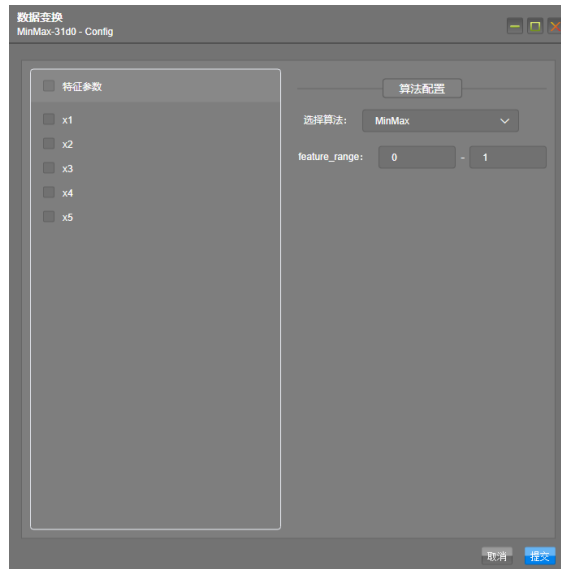 数据变换
MinMax-31d0 - Config
特征参数
x1
x2
x3
x4
x5
算法配置
选择算法: MinMax
feature_range: 0 - 1
取消 提交